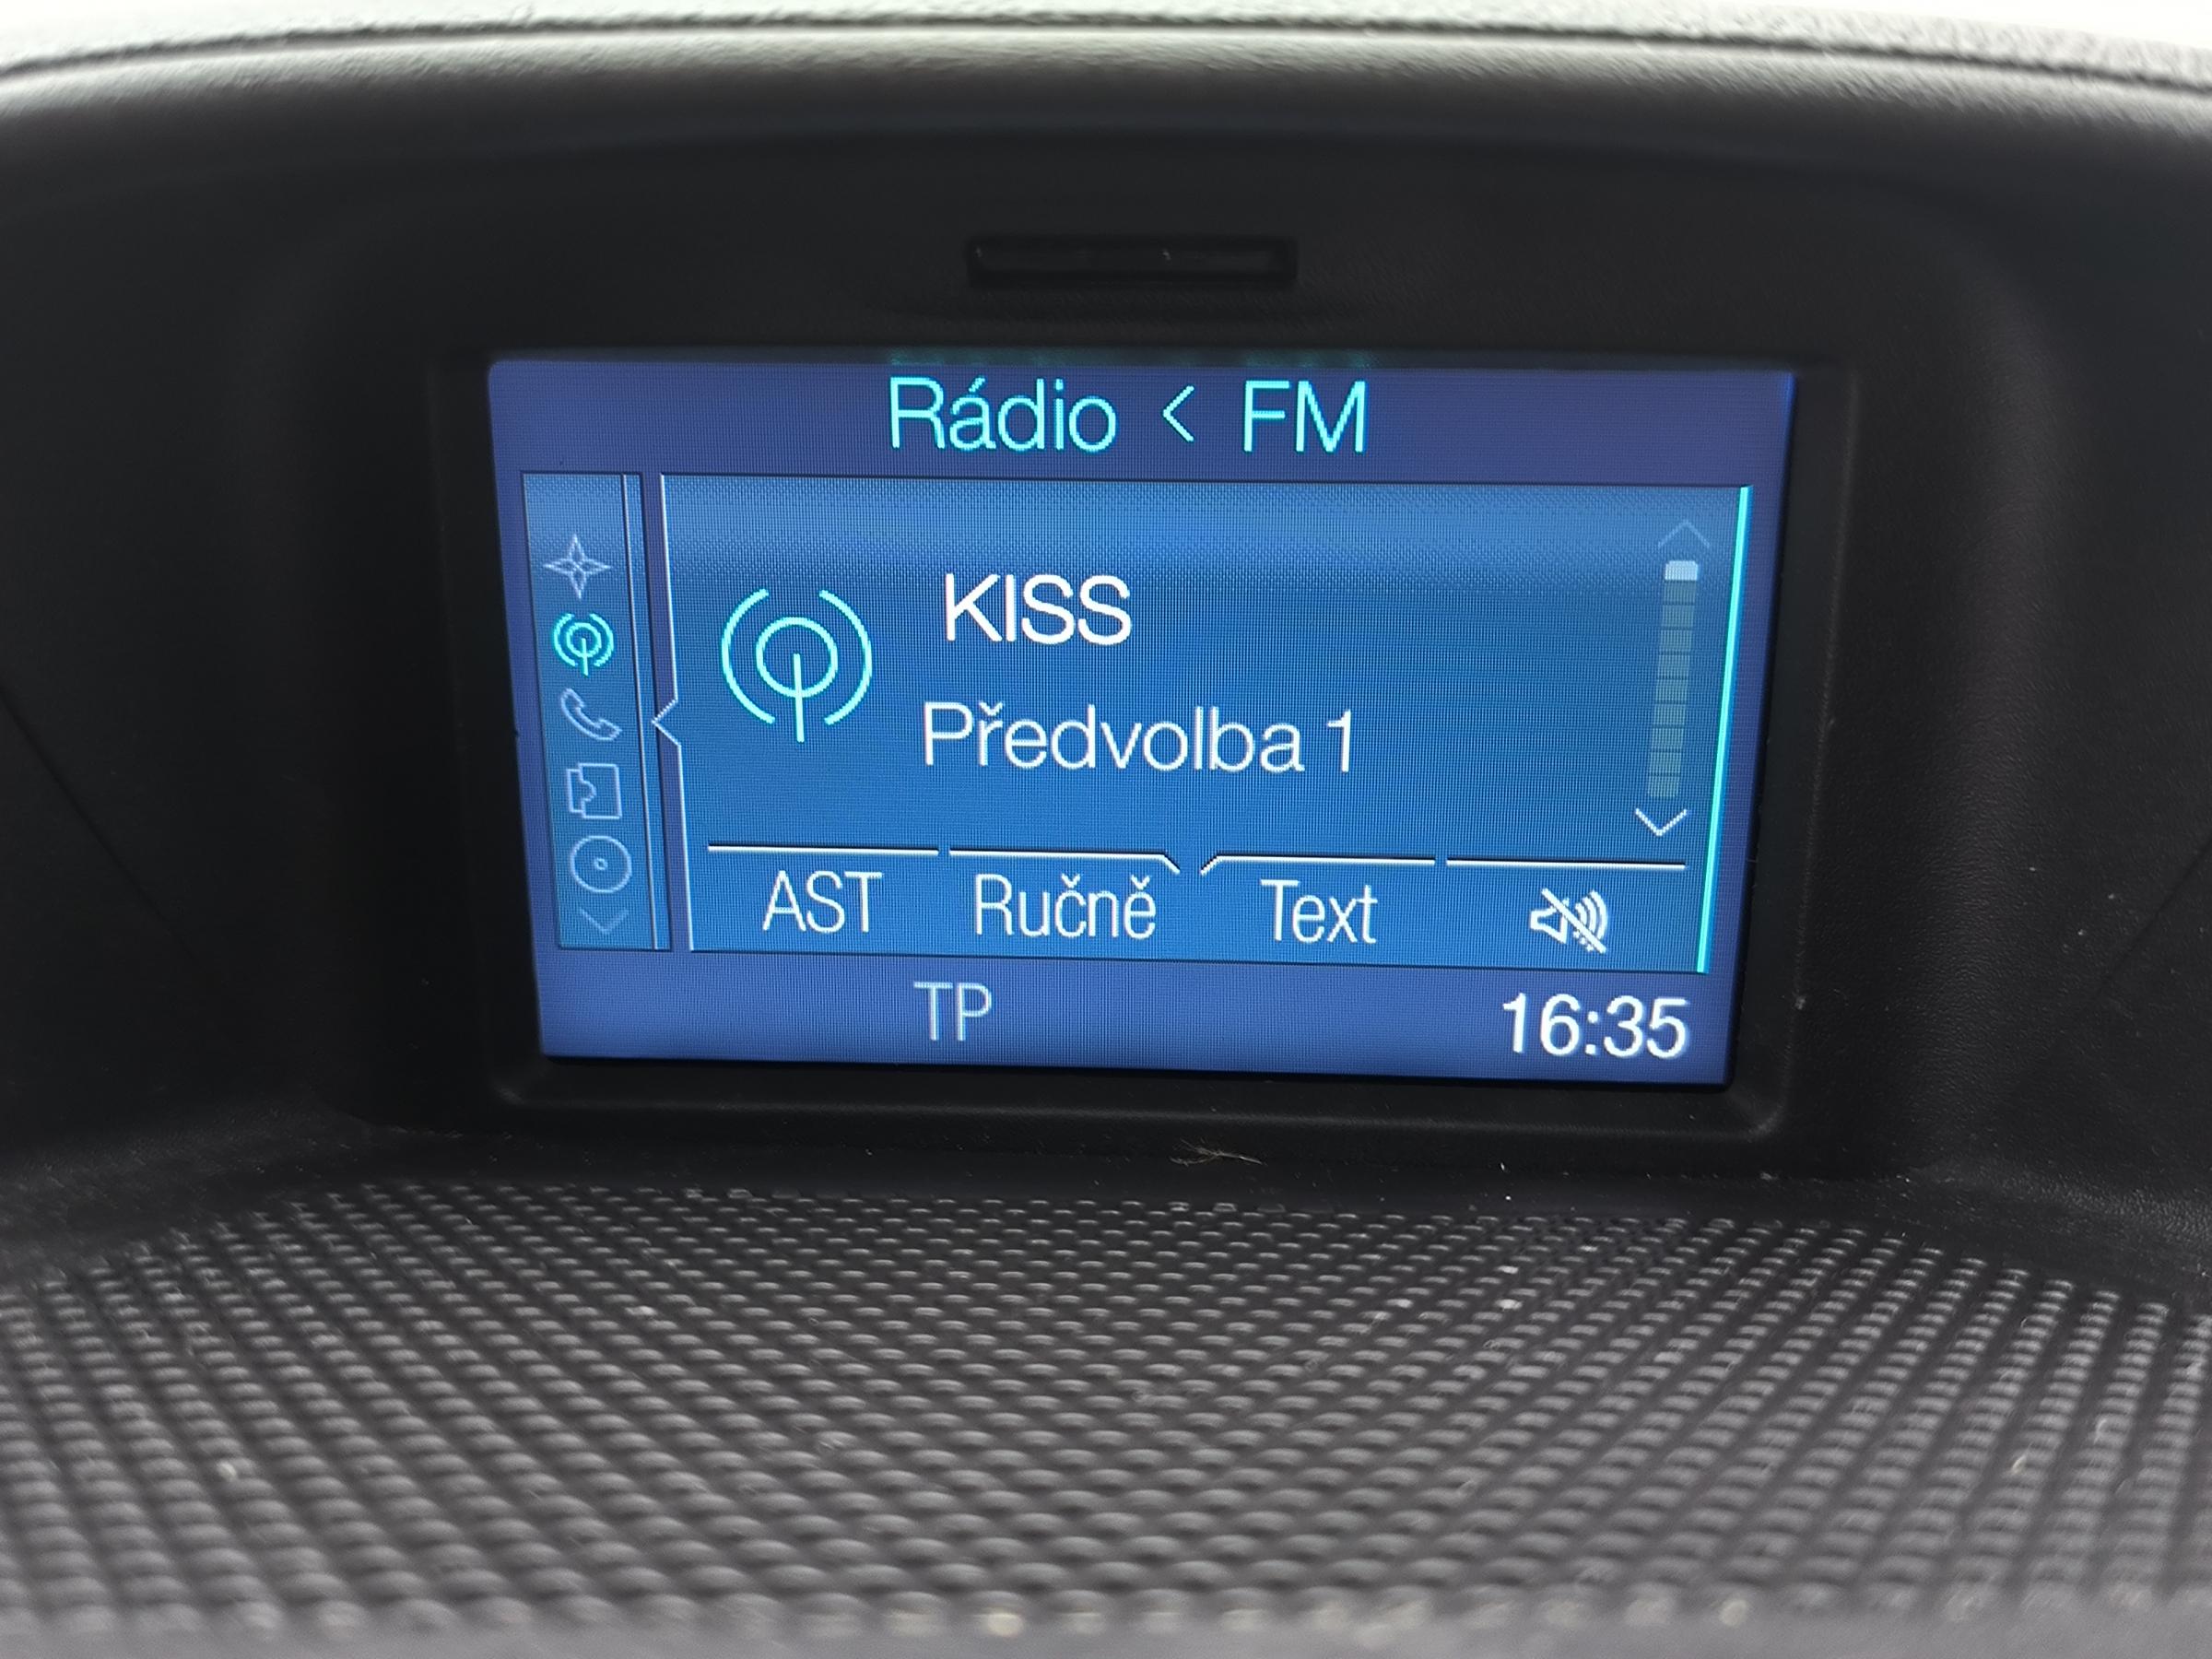 Rádio < FM
KISS
Předvolba 1
AST Ručně Text
TP 16:35